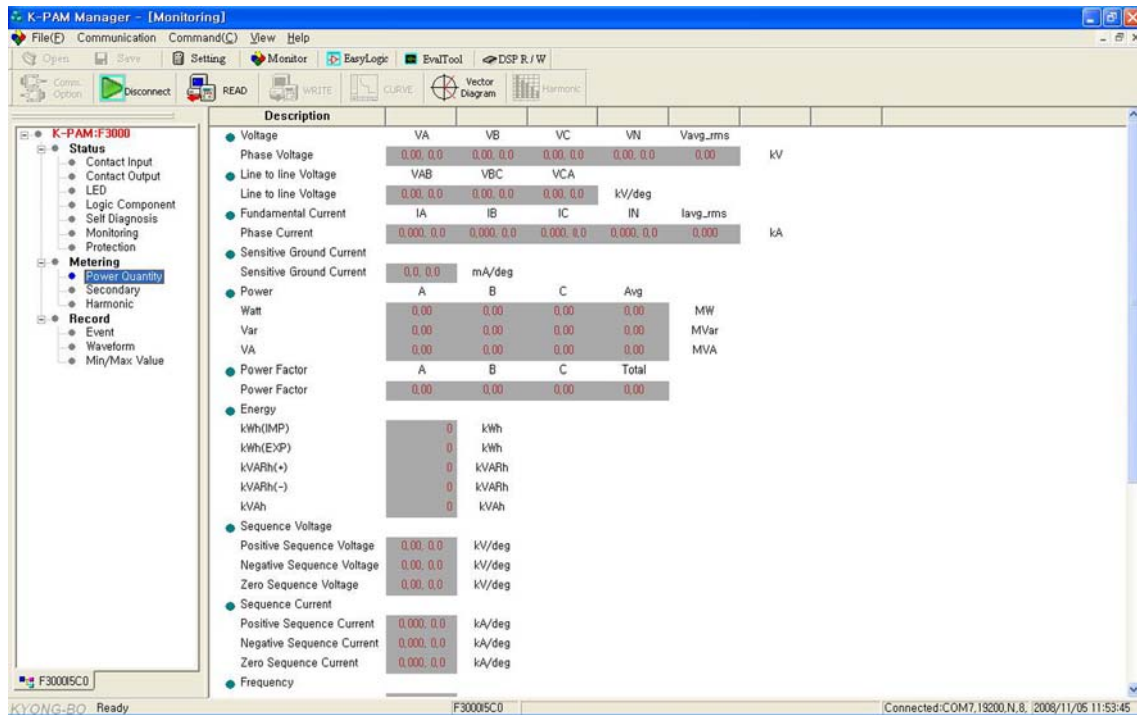 K-PAM Manager - [Monitoring]
File(F) Communication Command(C) View Help
Open Save Setting Monitor EasyLogic EvalTool DSP R / W
Comm. Option Disconnect READ WRITE CURVE Vector Diagram Harmonic
K-PAM:F3000
Status
Contact Input
Contact Output
LED
Logic Component
Self Diagnosis
Monitoring
Protection
Metering
Power Quantity
Secondary
Harmonic
Record
Event
Waveform
Min/Max Value
F3000I5C0
Description
Voltage VA VB VC VN Vavg_rms
Phase Voltage 0,00, 0,0 0,00, 0,0 0,00, 0,0 0,00, 0,0 0,00 kV
Line to line Voltage VAB VBC VCA
Line to line Voltage 0,00, 0,0 0,00, 0,0 0,00, 0,0 kV/deg
Fundamental Current IA IB IC IN Iavg_rms
Phase Current 0,000, 0,0 0,000, 0,0 0,000, 0,0 0,000, 0,0 0,000 kA
Sensitive Ground Current
Sensitive Ground Current 0,0, 0,0 mA/deg
Power A B C Avg
Watt 0,00 0,00 0,00 0,00 MW
Var 0,00 0,00 0,00 0,00 MVar
VA 0,00 0,00 0,00 0,00 MVA
Power Factor A B C Total
Power Factor 0,00 0,00 0,00 0,00
Energy
kWh(IMP) 0 kWh
kWh(EXP) 0 kWh
kVARh(+) 0 kVARh
kVARh(-) 0 kVARh
kVAh 0 kVAh
Sequence Voltage
Positive Sequence Voltage 0,00, 0,0 kV/deg
Negative Sequence Voltage 0,00, 0,0 kV/deg
Zero Sequence Voltage 0,00, 0,0 kV/deg
Sequence Current
Positive Sequence Current 0,000, 0,0 kA/deg
Negative Sequence Current 0,000, 0,0 kA/deg
Zero Sequence Current 0,000, 0,0 kA/deg
Frequency
KYONG-BO Ready F3000I5C0 Connected:COM7,19200,N,8, 2008/11/05 11:53:45